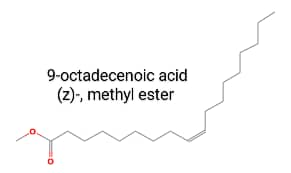 9-octadecenoic acid
(z)-, methyl ester
O
O